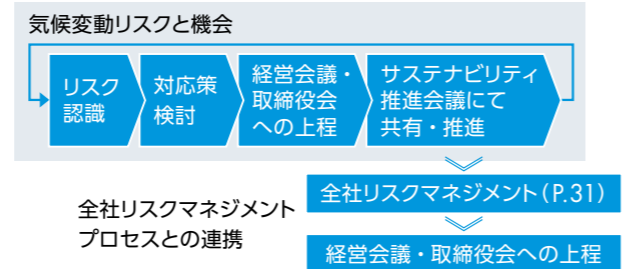 気候変動リスクと機会
リスク
認識
対応策
検討
経営会議・
取締役会
への上程
サステナビリティ
推進会議にて
共有・推進
全社リスクマネジメント（P.31）
全社リスクマネジメント
プロセスとの連携
経営会議・取締役会への上程